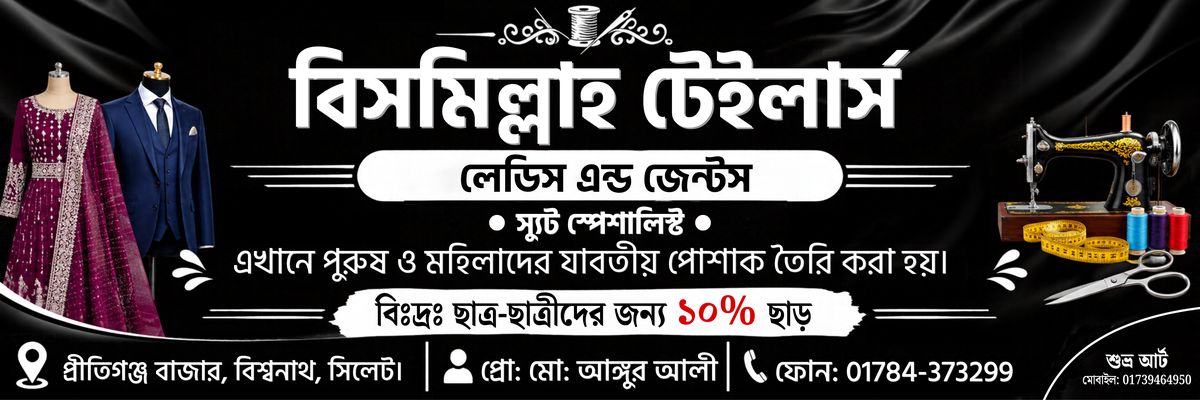 বিসমিল্লাহ টেইলার্স
লেডিস এন্ড জেন্টস
• স্যুট স্পেশালিস্ট •
এখানে পুরুষ ও মহিলাদের যাবতীয় পোশাক তৈরি করা হয়।
বিঃদ্রঃ ছাত্র-ছাত্রীদের জন্য ১০% ছাড়
প্রীতিগঞ্জ বাজার, বিশ্বনাথ, সিলেট।
প্রো: মো: আঙ্গুর আলী
ফোন: 01784-373299
শুভ্র আর্ট
মোবাইল: 01739464950